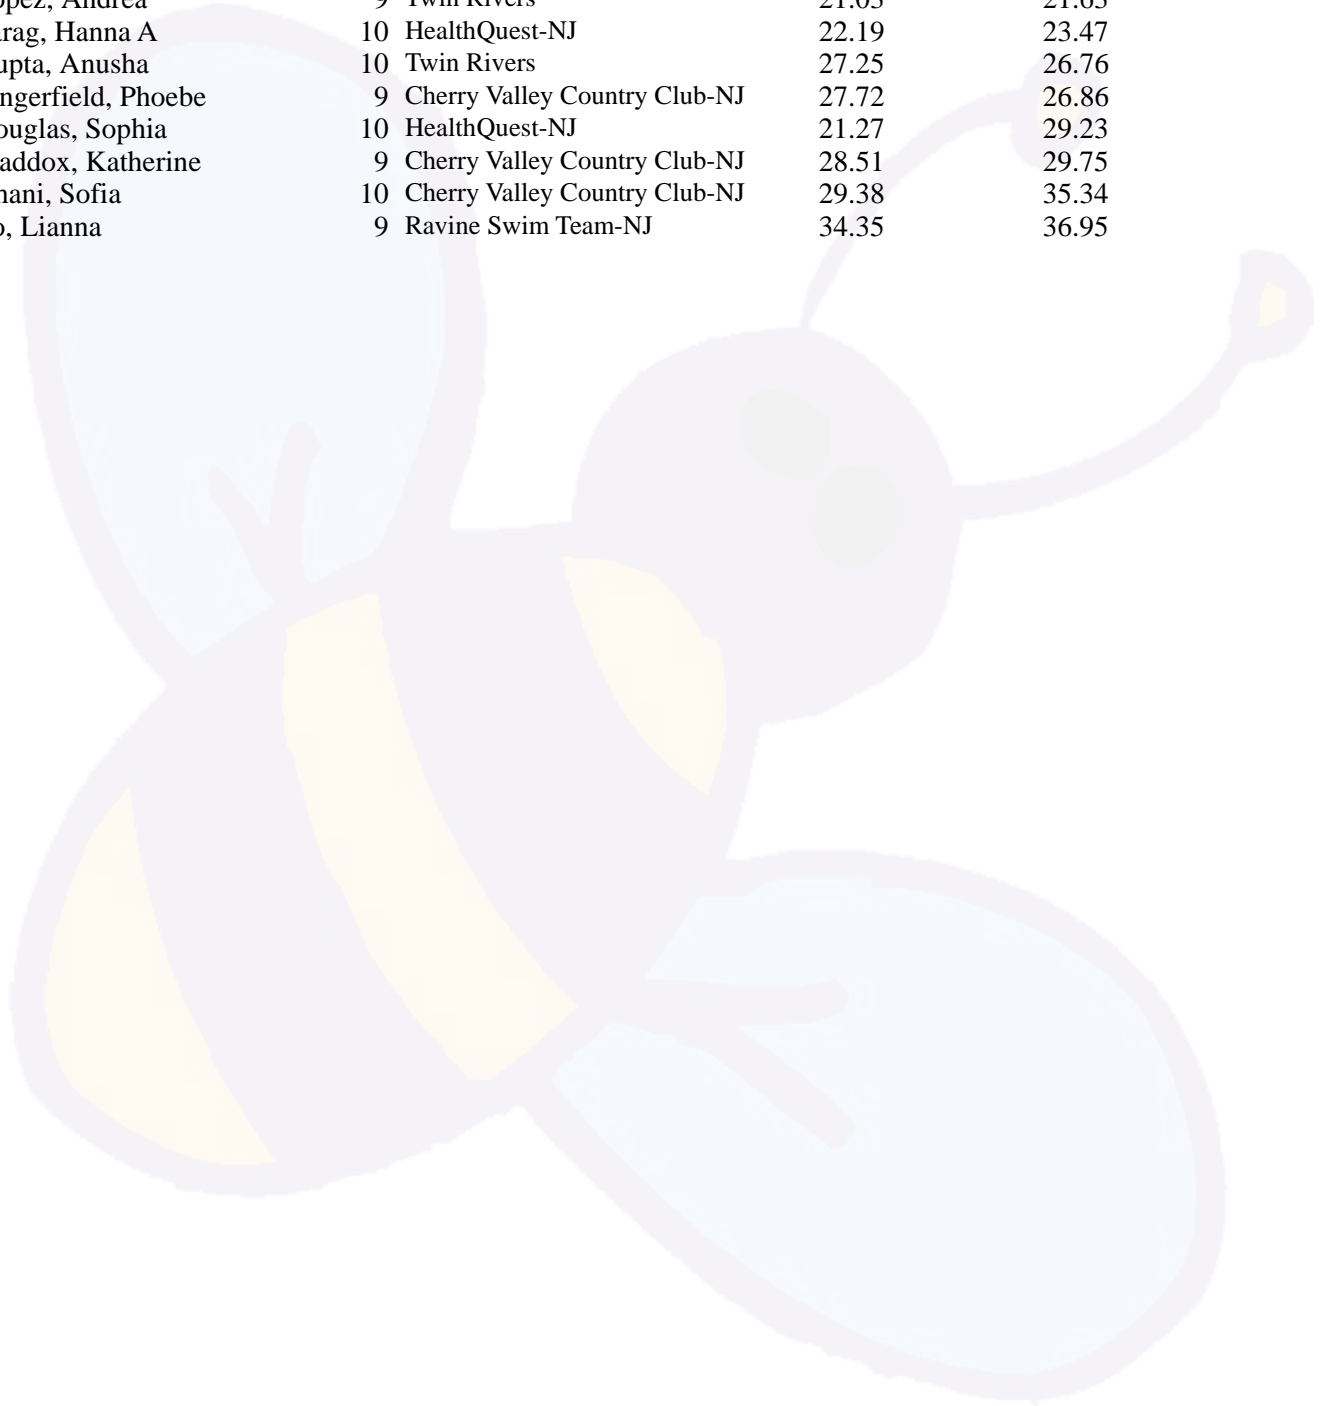 opez, Andrea 9 Twin Rivers 21.05 21.65
arag, Hanna A 10 HealthQuest-NJ 22.19 23.47
upta, Anusha 10 Twin Rivers 27.25 26.76
ngerfield, Phoebe 9 Cherry Valley Country Club-NJ 27.72 26.86
ouglas, Sophia 10 HealthQuest-NJ 21.27 29.23
addox, Katherine 9 Cherry Valley Country Club-NJ 28.51 29.75
hani, Sofia 10 Cherry Valley Country Club-NJ 29.38 35.34
o, Lianna 9 Ravine Swim Team-NJ 34.35 36.95